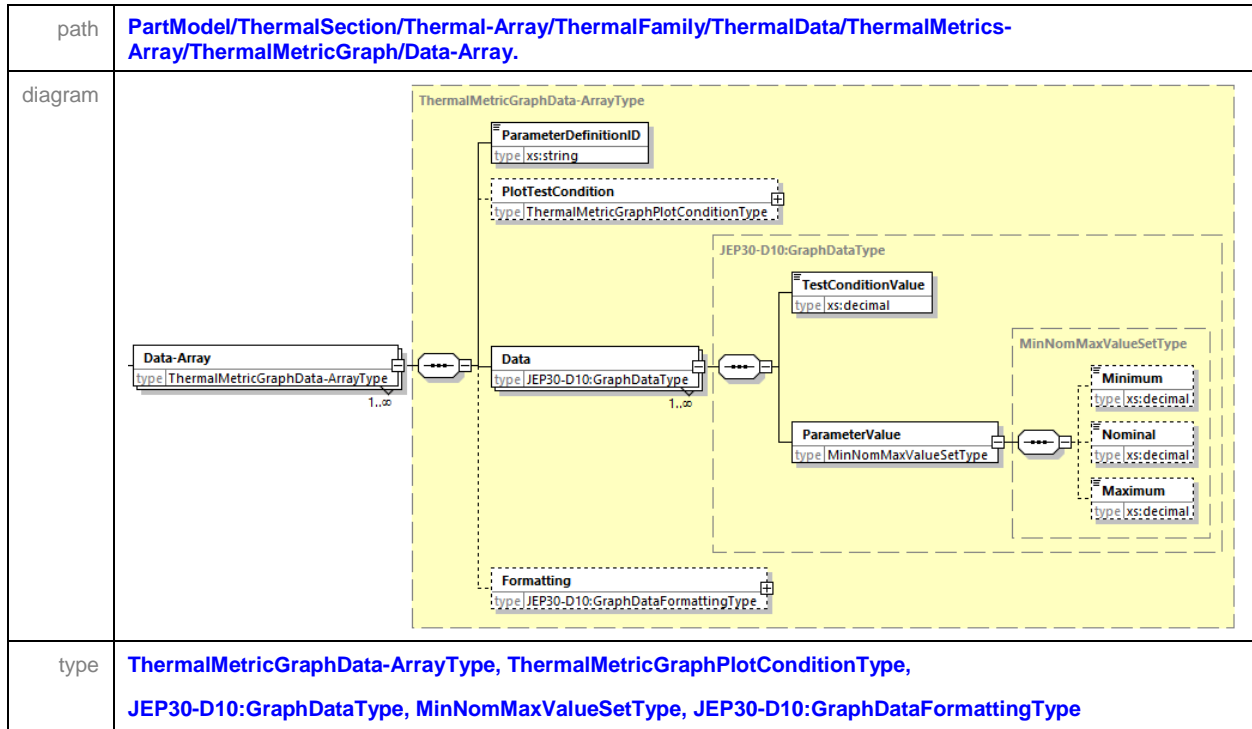 path
PartModel/ThermalSection/Thermal-Array/ThermalFamily/ThermalData/ThermalMetrics-
Array/ThermalMetricGraph/Data-Array.
diagram
ThermalMetricGraphData-ArrayType
ParameterDefinitionID
type xs:string
PlotTestCondition
type ThermalMetricGraphPlotConditionType
JEP30-D10:GraphDataType
TestConditionValue
type xs:decimal
Data-Array
type ThermalMetricGraphData-ArrayType
1..∞
Data
type JEP30-D10:GraphDataType
1..∞
MinNomMaxValueSetType
Minimum
type xs:decimal
ParameterValue
type MinNomMaxValueSetType
Nominal
type xs:decimal
Maximum
type xs:decimal
Formatting
type JEP30-D10:GraphDataFormattingType
type
ThermalMetricGraphData-ArrayType, ThermalMetricGraphPlotConditionType,
JEP30-D10:GraphDataType, MinNomMaxValueSetType, JEP30-D10:GraphDataFormattingType